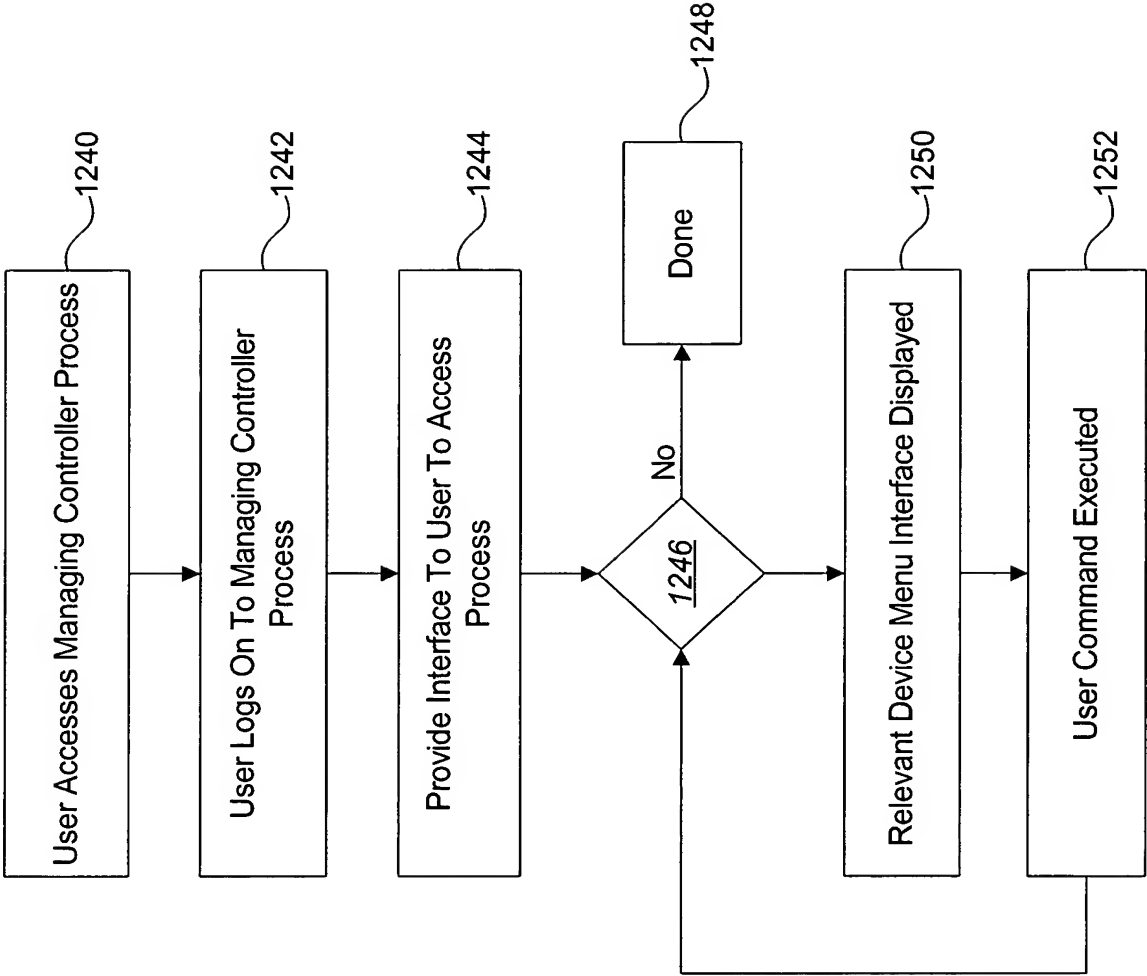 User Accesses Managing Controller Process
1240
User Logs On To Managing Controller
Process
1242
Provide Interface To User To Access
Process
1244
1246
No
Done
1248
Relevant Device Menu Interface Displayed
1250
User Command Executed
1252